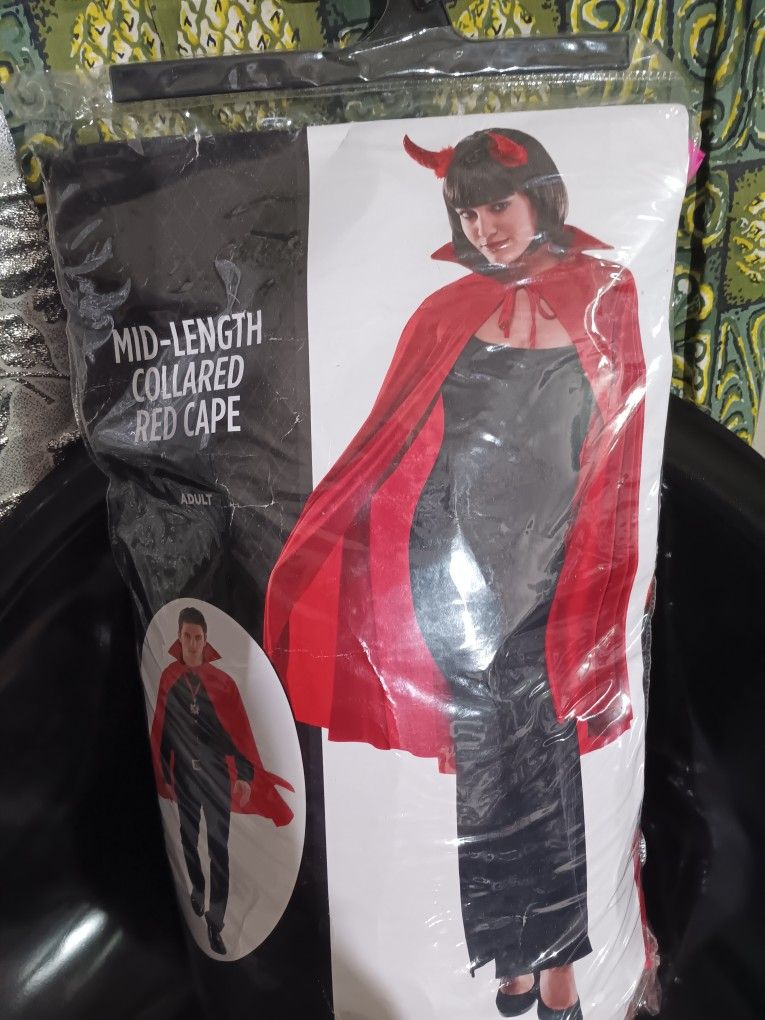 MID-LENGTH
COLLARED
RED CAPE
ADULT